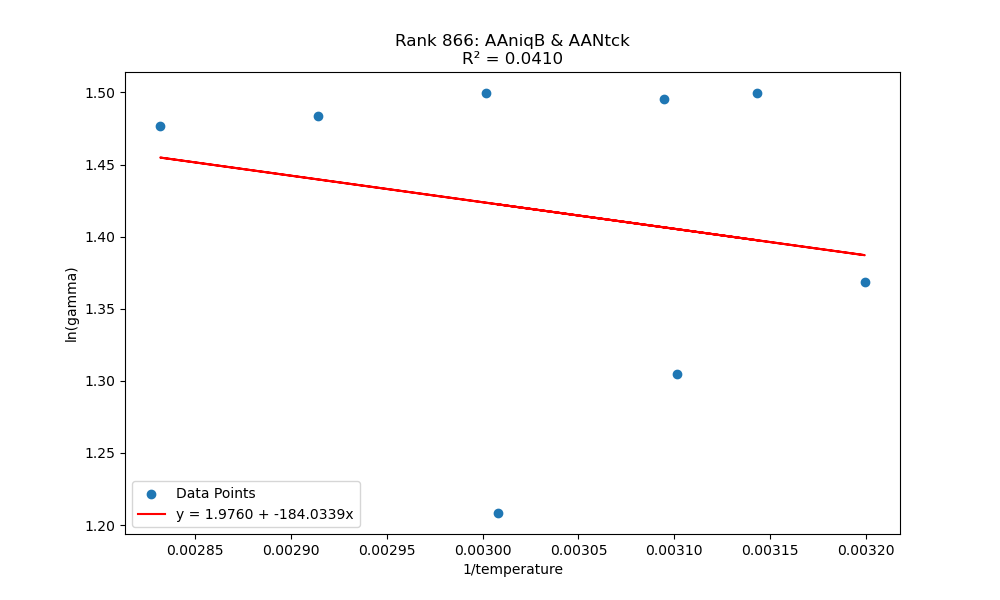 Rank 866: AAniqB & AANtck
R² = 0.0410
1.50
1.45
1.40
1.35
1.30
1.25
1.20
ln(gamma)
Data Points
y = 1.9760 + -184.0339x
0.00285 0.00290 0.00295 0.00300 0.00305 0.00310 0.00315 0.00320
1/temperature